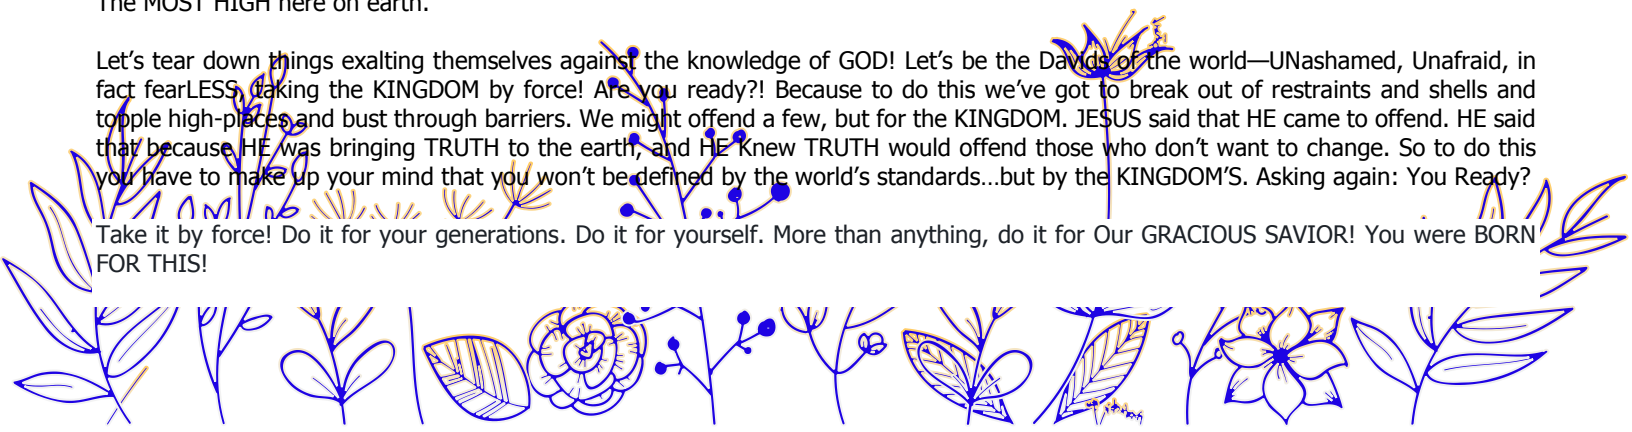 The MOST HIGH here on earth.
Let’s tear down things exalting themselves against the knowledge of GOD! Let’s be the Davids of the world—UNashamed, Unafraid, in
fact fearLESS, taking the KINGDOM by force! Are you ready?! Because to do this we’ve got to break out of restraints and shells and
topple high-places and bust through barriers. We might offend a few, but for the KINGDOM. JESUS said that HE came to offend. HE said
that because HE was bringing TRUTH to the earth, and HE Knew TRUTH would offend those who don’t want to change. So to do this
you have to make up your mind that you won’t be defined by the world’s standards…but by the KINGDOM’S. Asking again: You Ready?
Take it by force! Do it for your generations. Do it for yourself. More than anything, do it for Our GRACIOUS SAVIOR! You were BORN
FOR THIS!